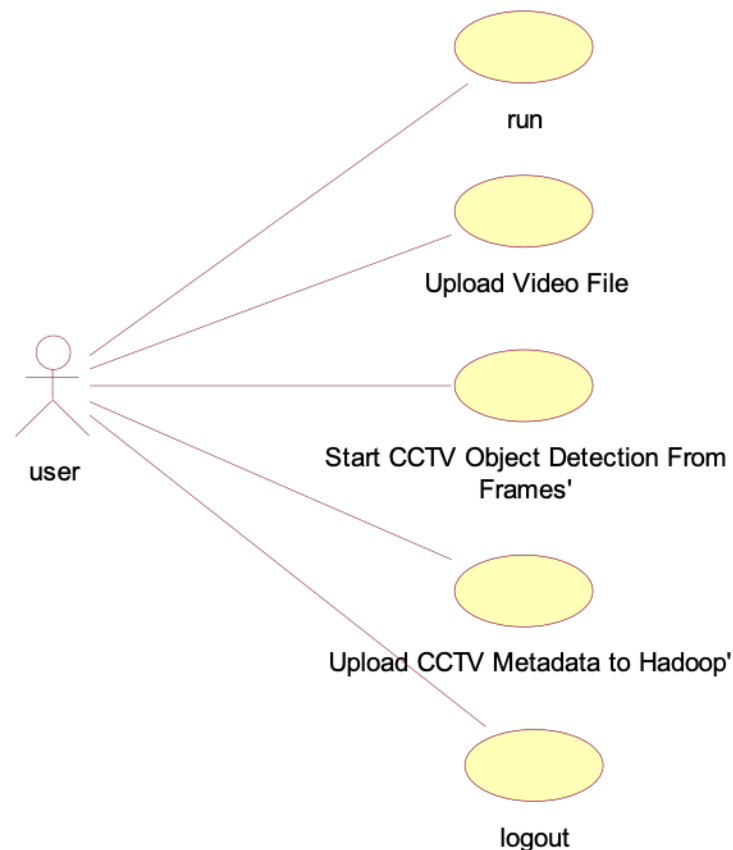 run
Upload Video File
Start CCTV Object Detection From
Frames'
user
Upload CCTV Metadata to Hadoop'
logout